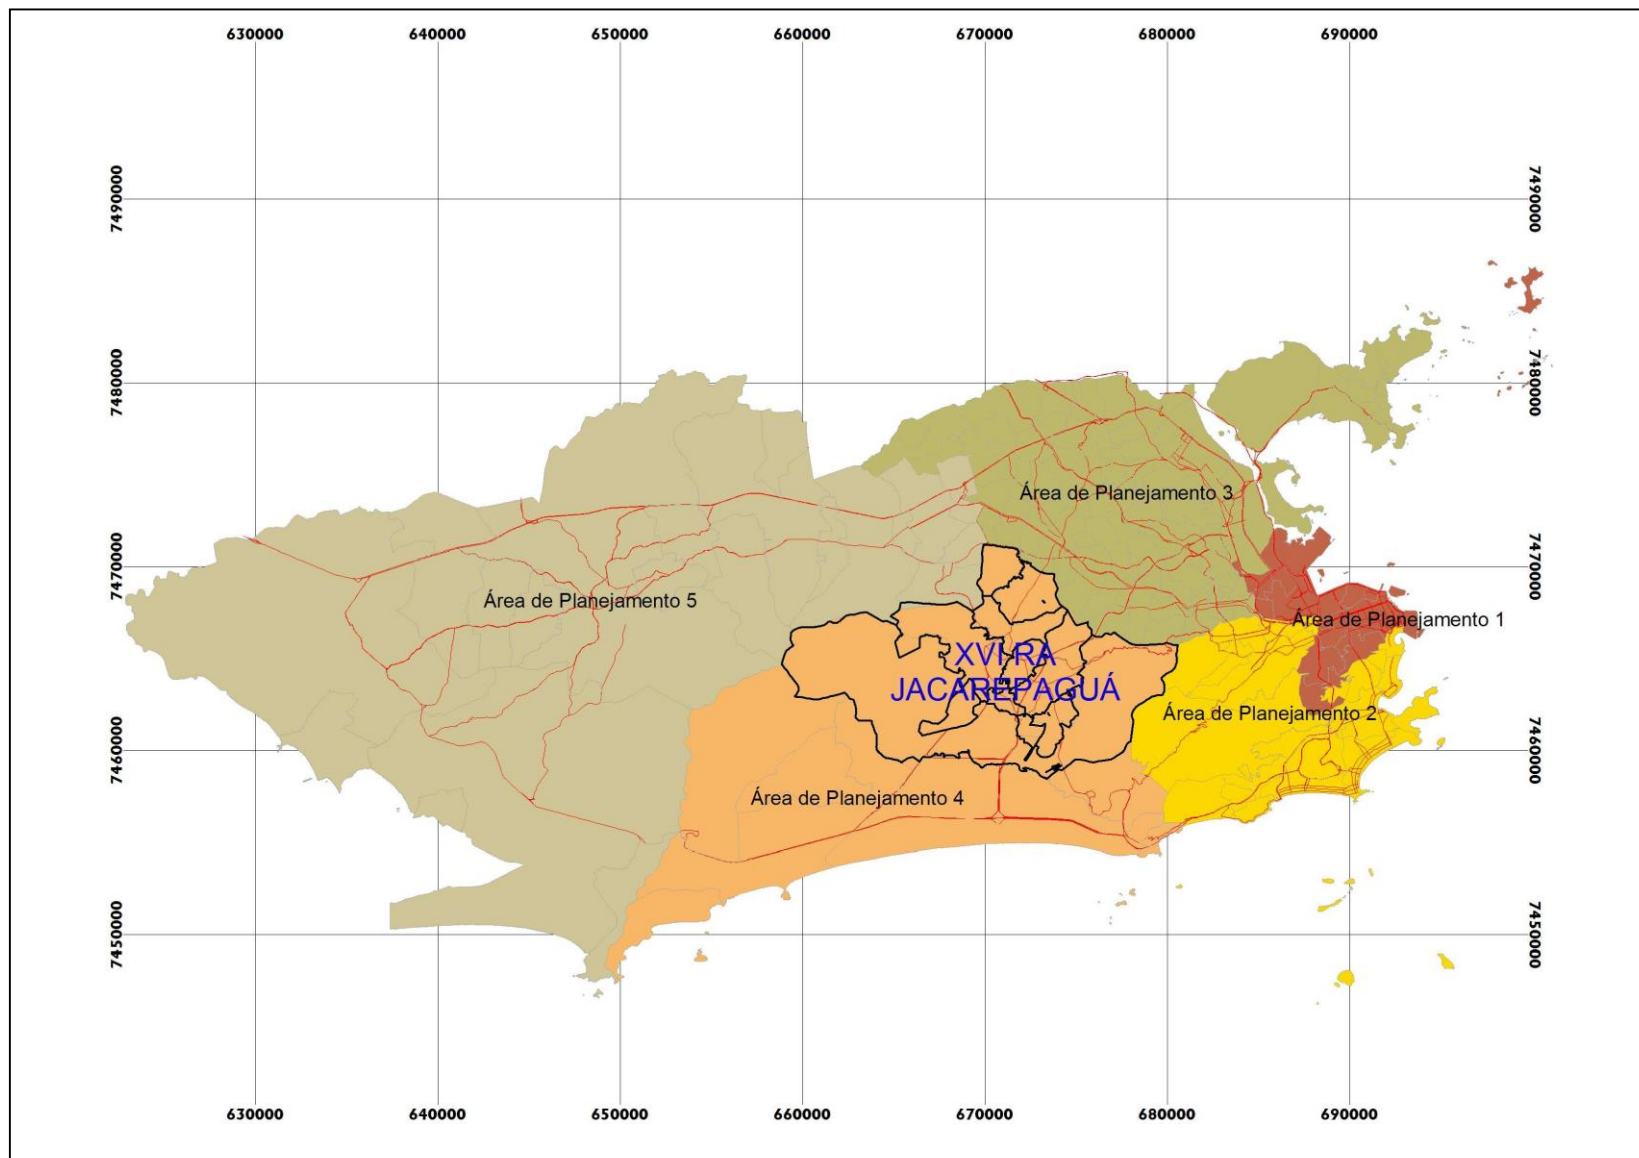 630000 640000 650000 660000 670000 680000 690000
7490000 7490000
7480000 7480000
Área de Planejamento 3
7470000 7470000
Área de Planejamento 5
Área de Planejamento 1
XVI RA
JACAREPAGUÁ
Área de Planejamento 2
7460000 7460000
Área de Planejamento 4
7450000 7450000
630000 640000 650000 660000 670000 680000 690000